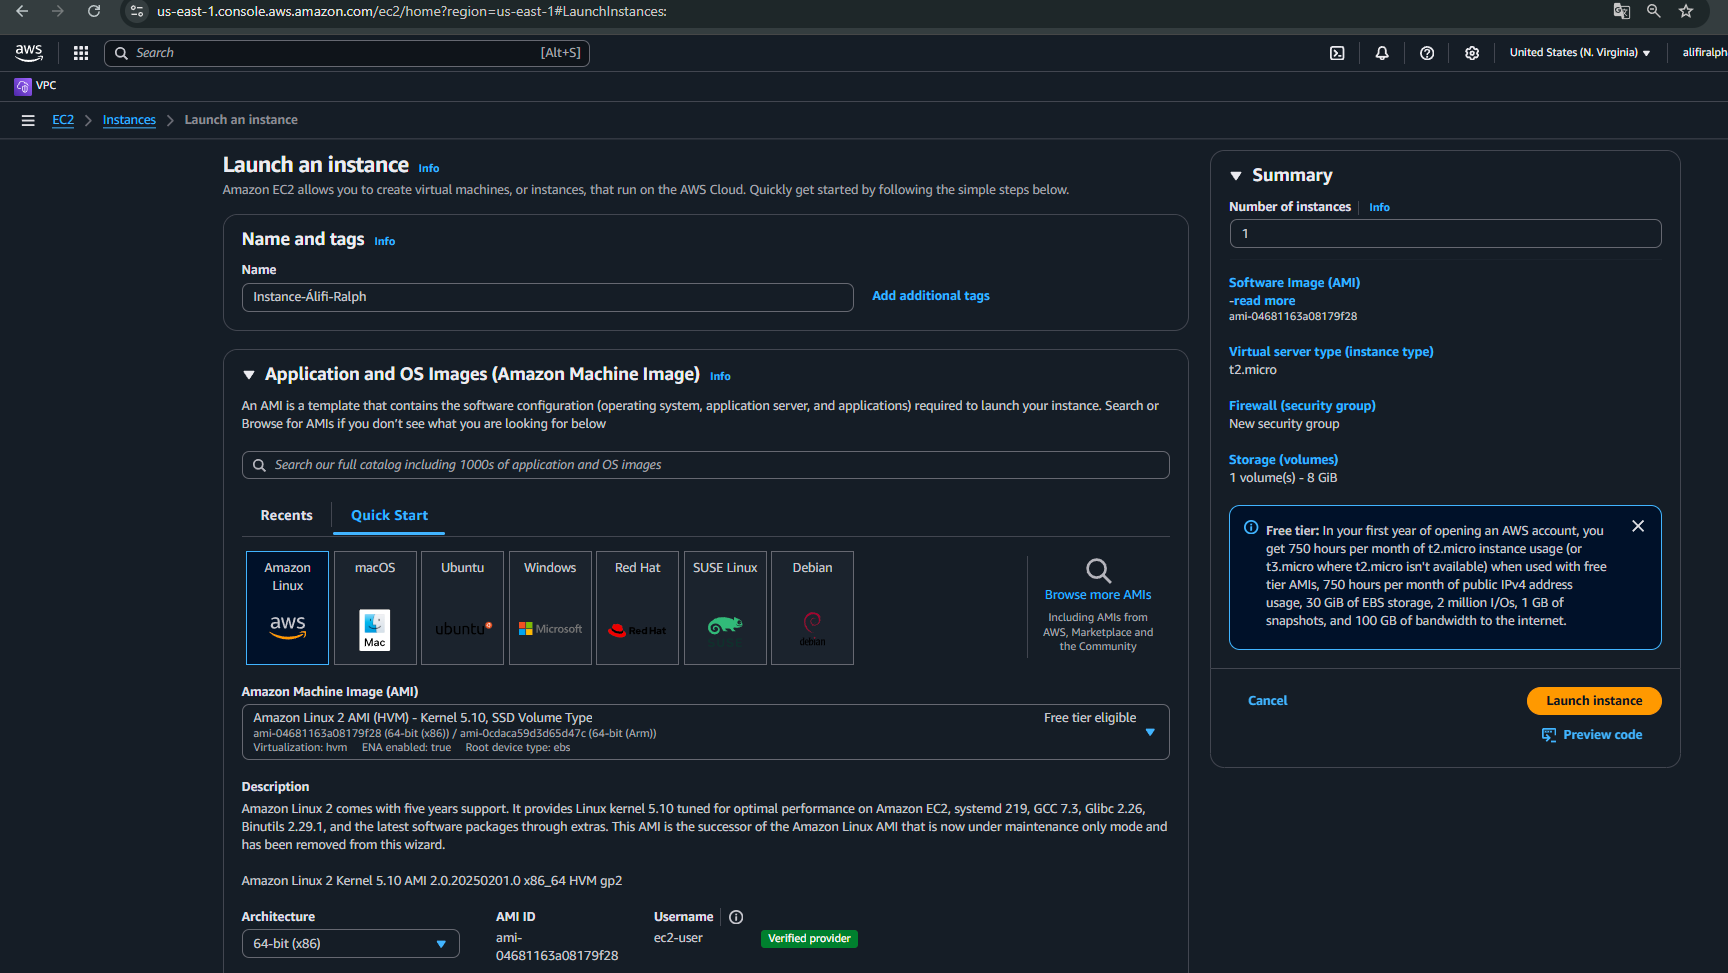 us-east-1.console.aws.amazon.com/ec2/home?region=us-east-1#LaunchInstances:
aws
Search
[Alt+S]
United States (N. Virginia)
alifiralph
VPC
EC2
Instances
Launch an instance
Launch an instance Info
Amazon EC2 allows you to create virtual machines, or instances, that run on the AWS Cloud. Quickly get started by following the simple steps below.
Name and tags Info
Name
Instance-Álifi-Ralph
Add additional tags
Application and OS Images (Amazon Machine Image) Info
An AMI is a template that contains the software configuration (operating system, application server, and applications) required to launch your instance. Search or
Browse for AMIs if you don't see what you are looking for below
Search our full catalog including 1000s of application and OS images
Recents
Quick Start
Amazon
Linux
aws
macOS
Mac
Ubuntu
ubuntu
Windows
Microsoft
Red Hat
Red Hat
SUSE Linux
Debian
debian
Browse more AMIs
Including AMIs from
AWS, Marketplace and
the Community
Amazon Machine Image (AMI)
Amazon Linux 2 AMI (HVM) - Kernel 5.10, SSD Volume Type
Free tier eligible
ami-04681163a08179f28 (64-bit (x86)) / ami-0cdaca59d3d65d47c (64-bit (Arm))
Virtualization: hvm ENA enabled: true Root device type: ebs
Description
Amazon Linux 2 comes with five years support. It provides Linux kernel 5.10 tuned for optimal performance on Amazon EC2, systemd 219, GCC 7.3, Glibc 2.26,
Binutils 2.29.1, and the latest software packages through extras. This AMI is the successor of the Amazon Linux AMI that is now under maintenance only mode and
has been removed from this wizard.
Amazon Linux 2 Kernel 5.10 AMI 2.0.20250201.0 x86_64 HVM gp2
Architecture
64-bit (x86)
AMI ID
ami-
04681163a08179f28
Username
ec2-user
Verified provider
Summary
Number of instances Info
1
Software Image (AMI)
-read more
ami-04681163a08179f28
Virtual server type (instance type)
t2.micro
Firewall (security group)
New security group
Storage (volumes)
1 volume(s) - 8 GiB
Free tier: In your first year of opening an AWS account, you
get 750 hours per month of t2.micro instance usage (or
t3.micro where t2.micro isn't available) when used with free
tier AMIs, 750 hours per month of public IPv4 address
usage, 30 GiB of EBS storage, 2 million I/Os, 1 GB of
snapshots, and 100 GB of bandwidth to the internet.
Cancel
Launch instance
Preview code